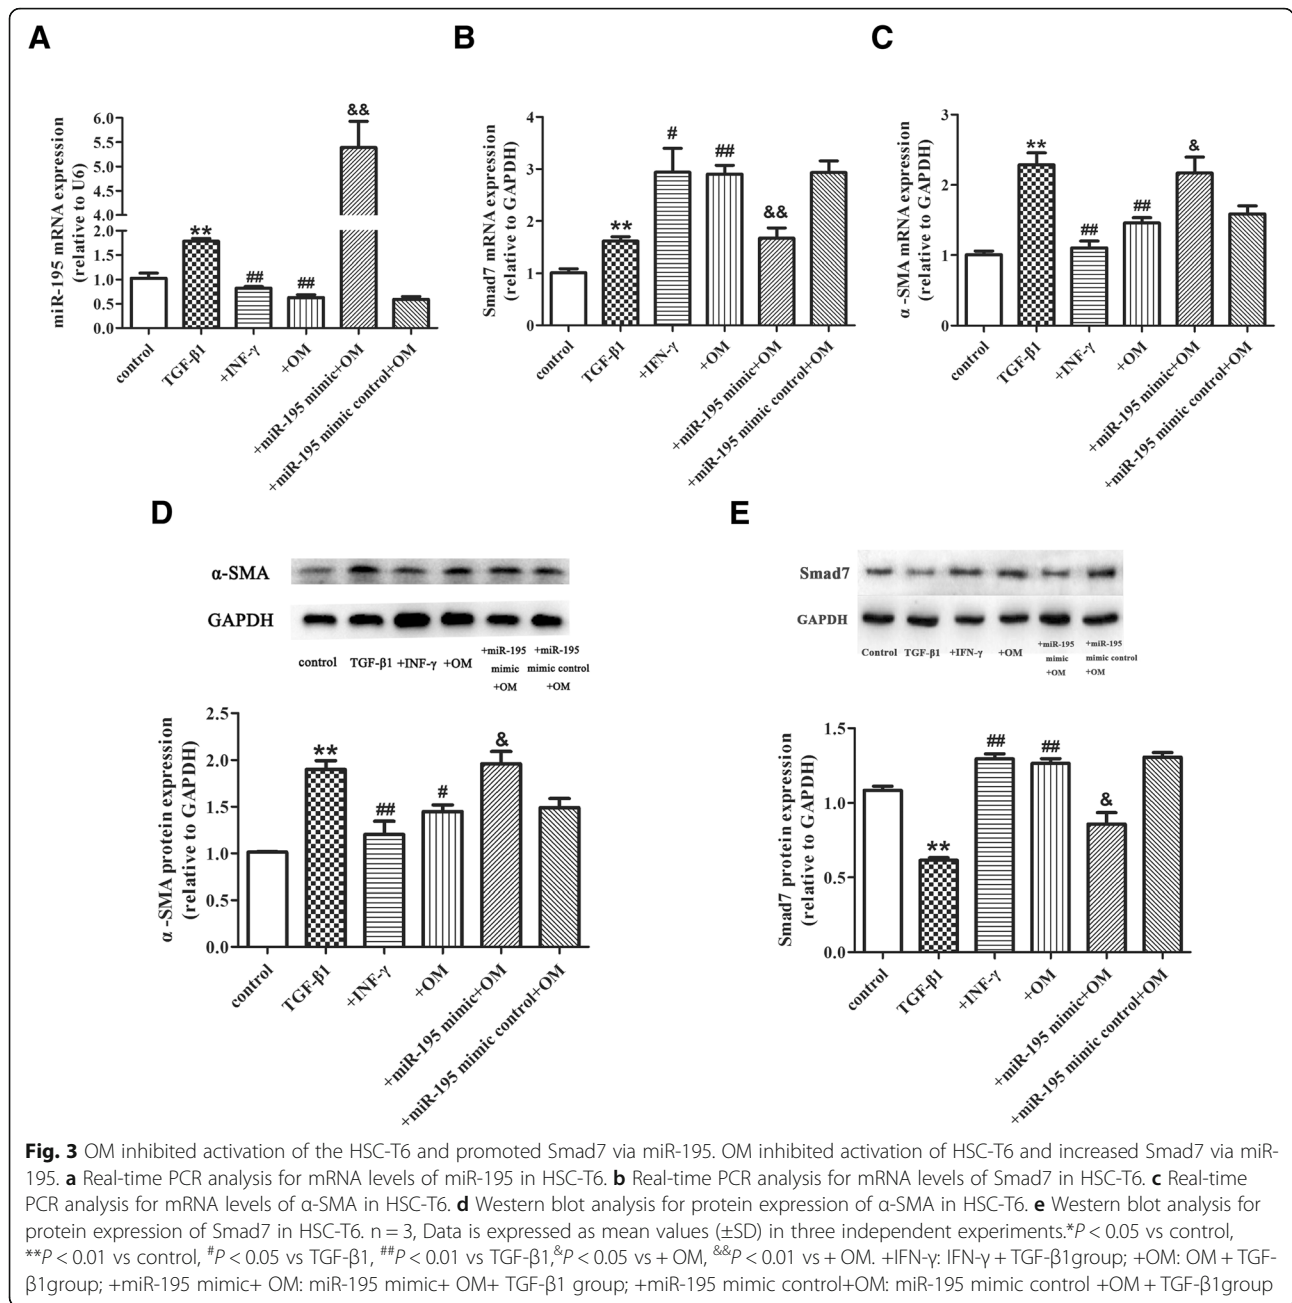 A
miR-195 mRNA expression
(relative to U6)
6.0
5.5
5.0
4.5
4.0
2.0
1.5
1.0
0.5
0.0
**
##
##
&&
control
TGF-β1
+INF-γ
+OM
+miR-195 mimic+OM
+miR-195 mimic control+OM
B
Smad7 mRNA expression
(relative to GAPDH)
4
3
2
1
0
**
#
##
&&
control
TGF-β1
+IFN-γ
+OM
+miR-195 mimic+OM
+miR-195 mimic control+OM
C
α -SMA mRNA expression
(relative to GAPDH)
3
2
1
0
**
##
##
&
control
TGF-β1
+INF-γ
+OM
+miR-195 mimic+OM
+miR-195 mimic control+OM
D
α-SMA
GAPDH
control TGF-β1 +INF-γ +OM +miR-195 +miR-195
mimic mimic control
+OM +OM
α -SMA protein expression
(relative to GAPDH)
2.5
2.0
1.5
1.0
0.5
0.0
**
##
#
&
control
TGF-β1
+INF-γ
+OM
+miR-195 mimic+OM
+miR-195 mimic control+OM
E
Smad7
GAPDH
Control TGF-β1 +IFN-γ +OM +miR-195 +miR-195
mimic mimic control
+OM +OM
Smad7 protein expression
(relative to GAPDH)
1.5
1.0
0.5
0.0
**
##
##
&
control
TGF-β1
+INF-γ
+OM
+miR-195 mimic+OM
+miR-195 mimic control+OM
Fig. 3 OM inhibited activation of the HSC-T6 and promoted Smad7 via miR-195. OM inhibited activation of HSC-T6 and increased Smad7 via miR-
195. a Real-time PCR analysis for mRNA levels of miR-195 in HSC-T6. b Real-time PCR analysis for mRNA levels of Smad7 in HSC-T6. c Real-time
PCR analysis for mRNA levels of α-SMA in HSC-T6. d Western blot analysis for protein expression of α-SMA in HSC-T6. e Western blot analysis for
protein expression of Smad7 in HSC-T6. n = 3, Data is expressed as mean values (±SD) in three independent experiments.*P < 0.05 vs control,
**P < 0.01 vs control, #P < 0.05 vs TGF-β1, ##P < 0.01 vs TGF-β1,&P < 0.05 vs + OM, &&P < 0.01 vs + OM. +IFN-γ: IFN-γ + TGF-β1group; +OM: OM + TGF-
β1group; +miR-195 mimic+ OM: miR-195 mimic+ OM+ TGF-β1 group; +miR-195 mimic control+OM: miR-195 mimic control +OM + TGF-β1group